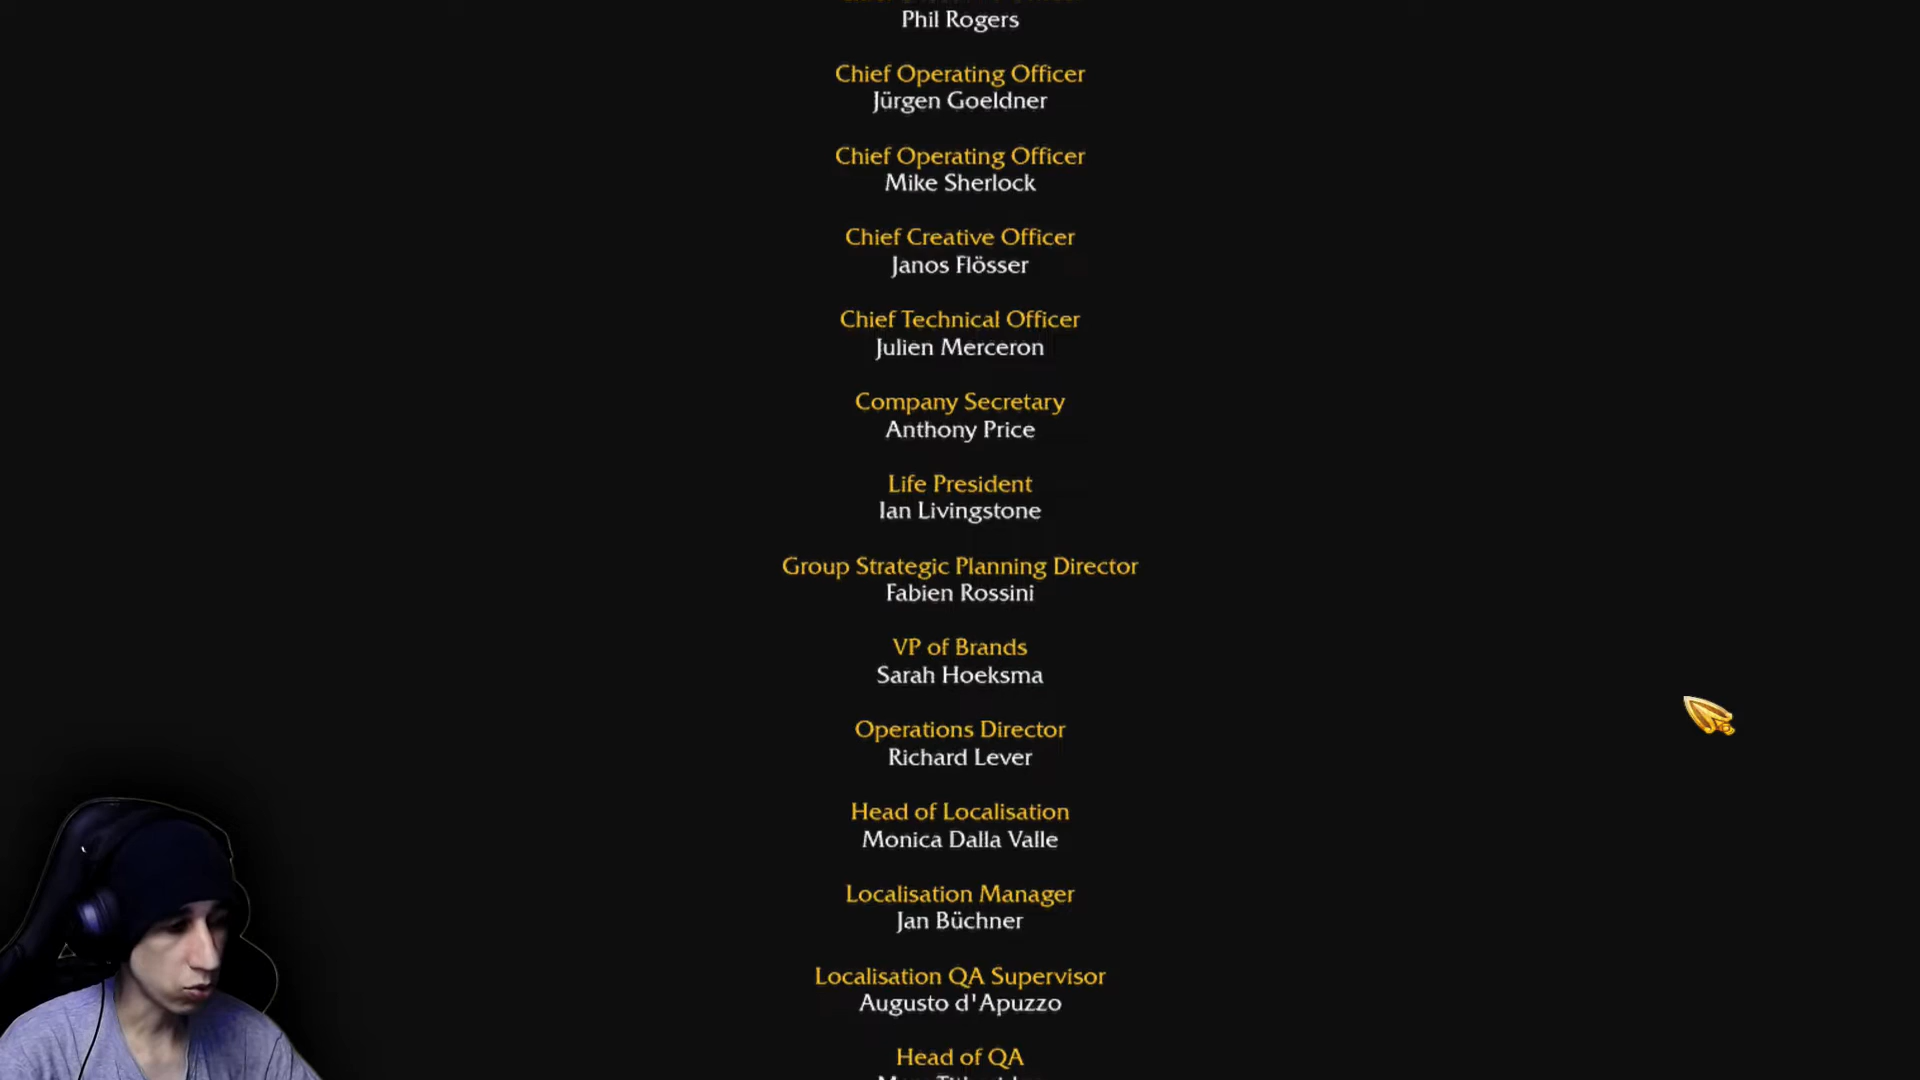 Phil Rogers
Chief Operating Officer
Jürgen Goeldner
Chief Operating Officer
Mike Sherlock
Chief Creative Officer
Janos Flösser
Chief Technical Officer
Julien Merceron
Company Secretary
Anthony Price
Life President
Ian Livingstone
Group Strategic Planning Director
Fabien Rossini
VP of Brands
Sarah Hoeksma
Operations Director
Richard Lever
Head of Localisation
Monica Dalla Valle
Localisation Manager
Jan Büchner
Localisation QA Supervisor
Augusto d'Apuzzo
Head of QA